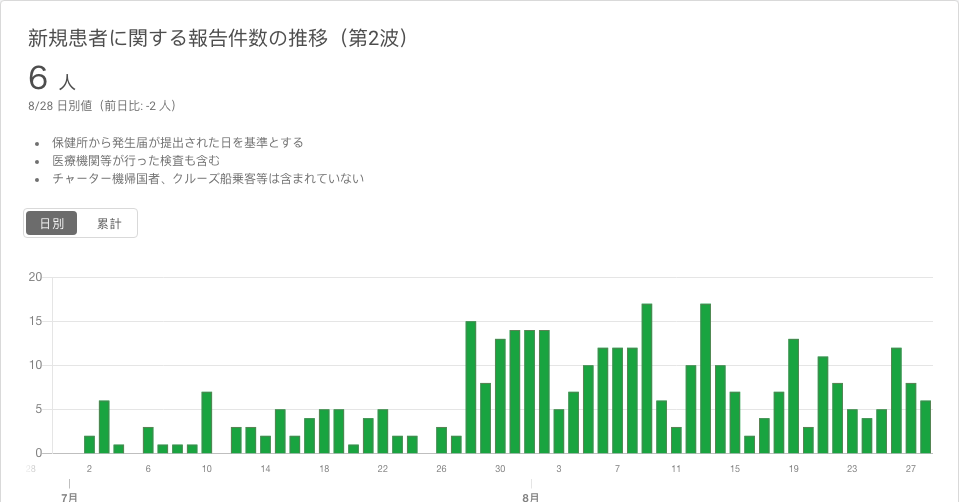 新規患者に関する報告件数の推移（第2波）
6 人
8/28 日別値（前日比: -2 人）
保健所から発生届が提出された日を基準とする
医療機関等が行った検査も含む
チャーター機帰国者、クルーズ船乗客等は含まれていない
日別 累計
20
15
10
5
0
28 2 6 10 14 18 22 26 30 3 7 11 15 19 23 27
7月 8月